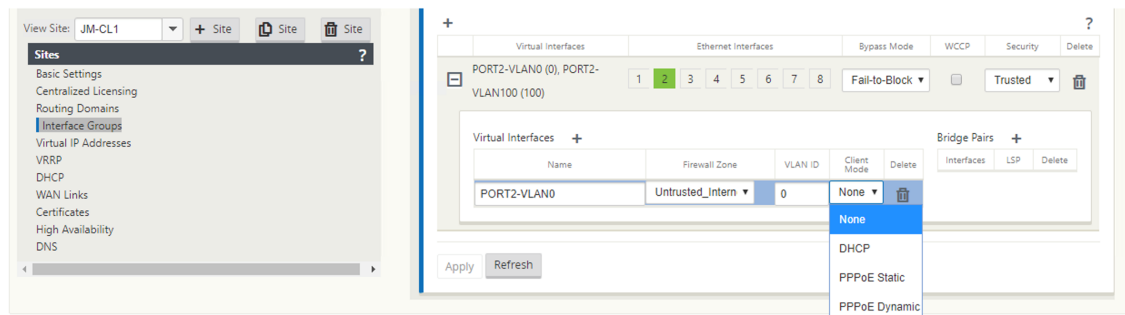 View Site: JM-CL1 + Site Site Site
Sites ?
Basic Settings
Centralized Licensing
Routing Domains
Interface Groups
Virtual IP Addresses
VRRP
DHCP
WAN Links
Certificates
High Availability
DNS
+ ?
Virtual Interfaces Ethernet Interfaces Bypass Mode WCCP Security Delete
PORT2-VLAN0 (0), PORT2-
VLAN100 (100)
1 2 3 4 5 6 7 8 Fail-to-Block Trusted
Virtual Interfaces + Bridge Pairs +
Name Firewall Zone VLAN ID Client Mode Delete Interfaces LSP Delete
PORT2-VLAN0 Untrusted_Intern 0 None
None
DHCP
PPPoE Static
PPPoE Dynamic
Apply Refresh